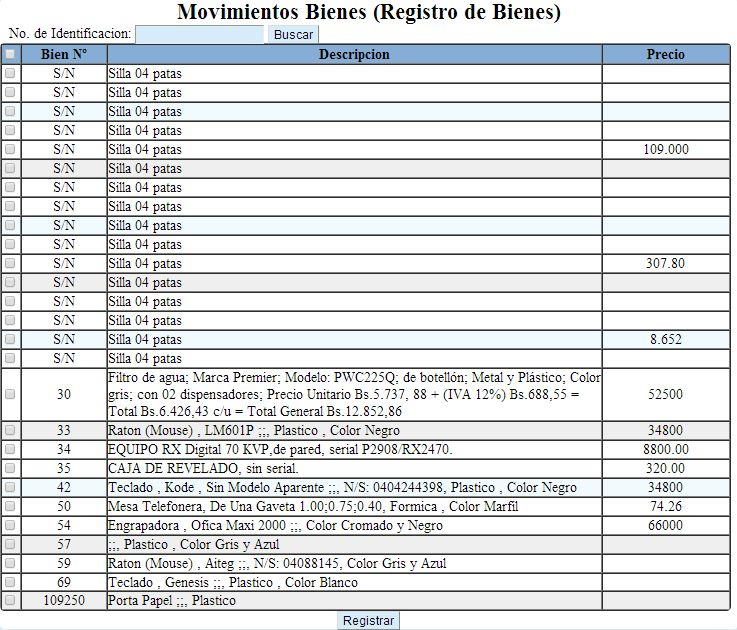 Movimientos Bienes (Registro de Bienes)
No. de Identificacion: Buscar
Bien Nº Descripcion Precio
S/N Silla 04 patas
S/N Silla 04 patas
S/N Silla 04 patas
S/N Silla 04 patas
S/N Silla 04 patas 109.000
S/N Silla 04 patas
S/N Silla 04 patas
S/N Silla 04 patas
S/N Silla 04 patas
S/N Silla 04 patas
S/N Silla 04 patas 307.80
S/N Silla 04 patas
S/N Silla 04 patas
S/N Silla 04 patas
S/N Silla 04 patas 8.652
S/N Silla 04 patas
Filtro de agua; Marca Premier; Modelo: PWC225Q; de botellón; Metal y Plástico; Color
30 gris; con 02 dispensadores; Precio Unitario Bs.5.737, 88 + (IVA 12%) Bs.688,55 = 52500
Total Bs.6.426,43 c/u = Total General Bs.12.852,86
33 Raton (Mouse) , LM601P ;;, Plastico , Color Negro 34800
34 EQUIPO RX Digital 70 KVP,de pared, serial P2908/RX2470. 8800.00
35 CAJA DE REVELADO, sin serial. 320.00
42 Teclado , Kode , Sin Modelo Aparente ;;, N/S: 0404244398, Plastico , Color Negro 34800
50 Mesa Telefonera, De Una Gaveta 1.00;0.75;0.40, Formica , Color Marfil 74.26
54 Engrapadora , Ofica Maxi 2000 ;;, Color Cromado y Negro 66000
57 ;;, Plastico , Color Gris y Azul
59 Raton (Mouse) , Aiteg ;;, N/S: 04088145, Color Gris y Azul
69 Teclado , Genesis ;;, Plastico , Color Blanco
109250 Porta Papel ;;, Plastico
Registrar